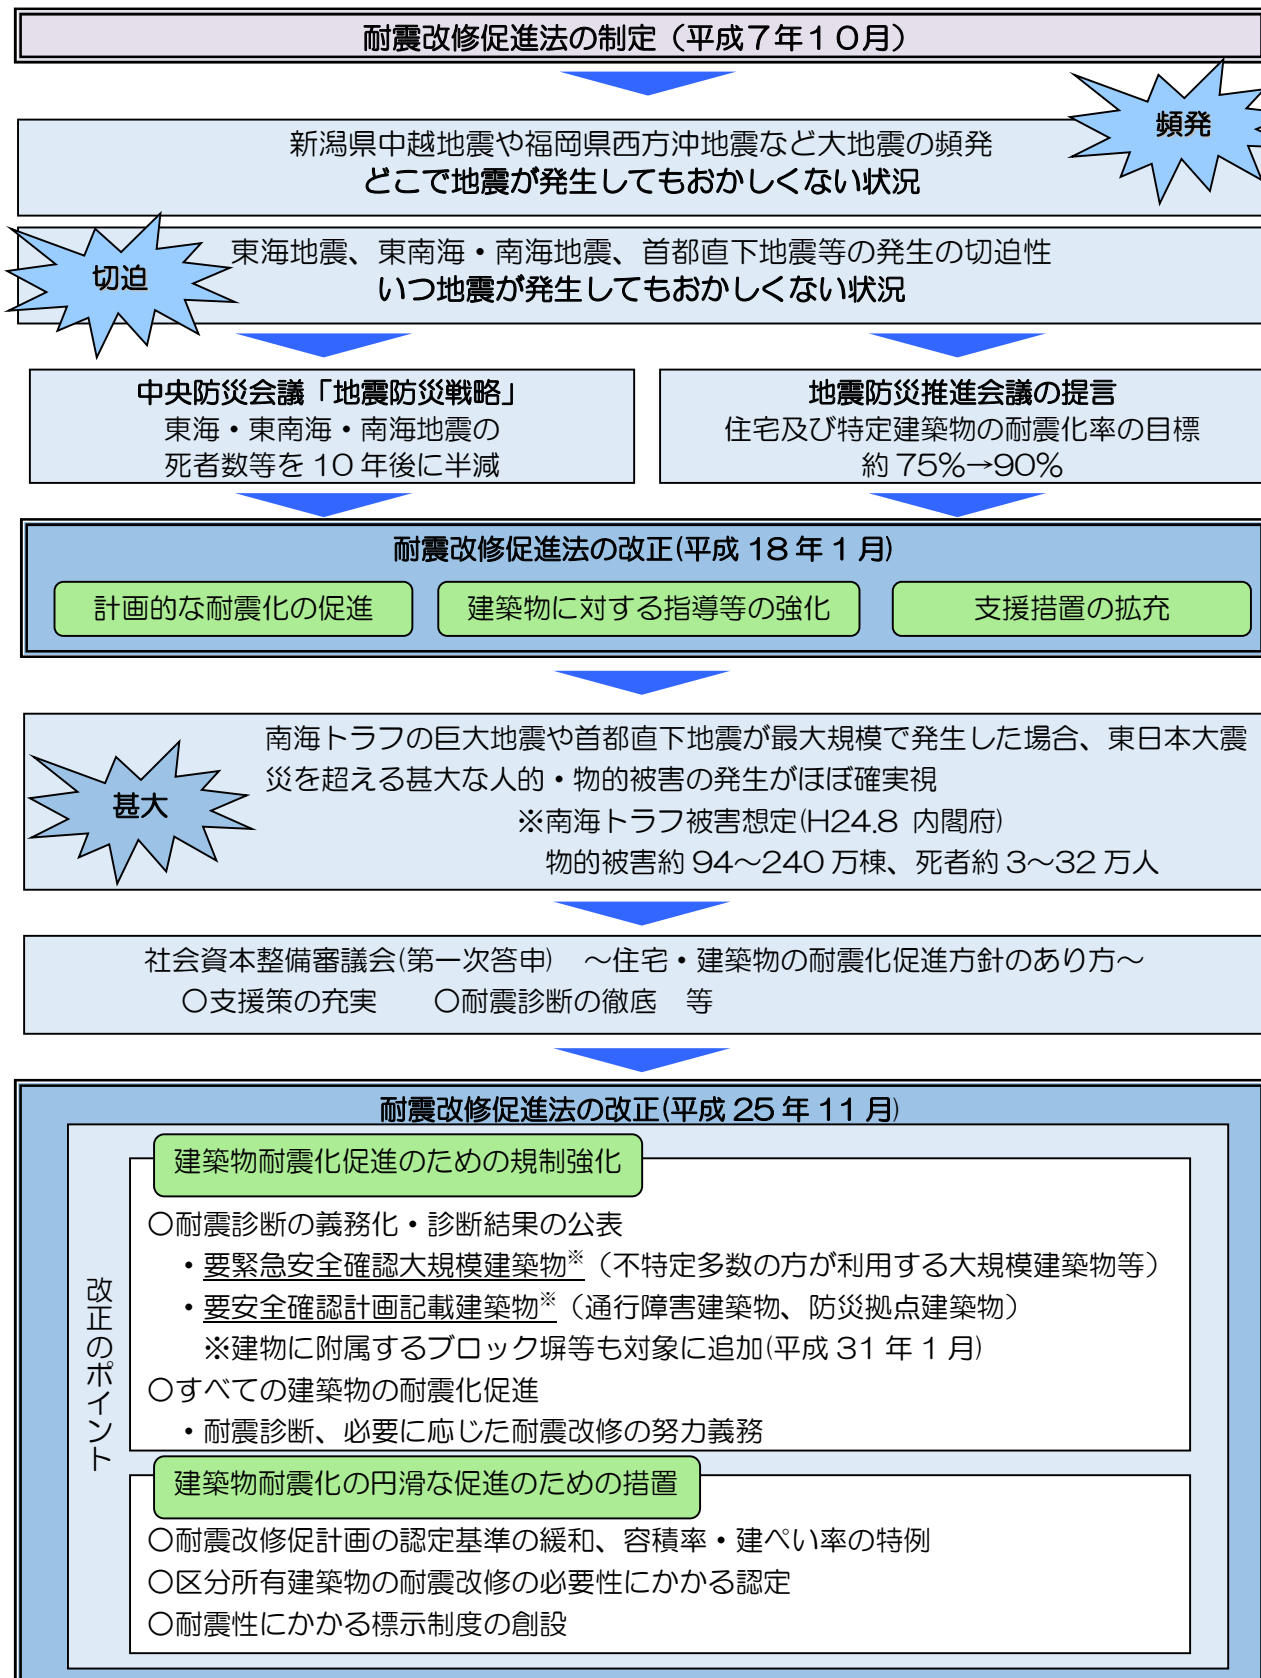 耐震改修促進法の制定（平成７年１０月）
頻発
新潟県中越地震や福岡県西方沖地震など大地震の頻発
どこで地震が発生してもおかしくない状況
切迫
東海地震、東南海・南海地震、首都直下地震等の発生の切迫性
いつ地震が発生してもおかしくない状況
中央防災会議「地震防災戦略」
東海・東南海・南海地震の
死者数等を 10 年後に半減
地震防災推進会議の提言
住宅及び特定建築物の耐震化率の目標
約 75%→90%
耐震改修促進法の改正(平成 18 年 1 月)
計画的な耐震化の促進
建築物に対する指導等の強化
支援措置の拡充
甚大
南海トラフの巨大地震や首都直下地震が最大規模で発生した場合、東日本大震
災を超える甚大な人的・物的被害の発生がほぼ確実視
※南海トラフ被害想定(H24.8 内閣府)
物的被害約 94～240 万棟、死者約 3～32 万人
社会資本整備審議会(第一次答申)　～住宅・建築物の耐震化促進方針のあり方～
○支援策の充実　　○耐震診断の徹底　等
耐震改修促進法の改正(平成 25 年 11 月)
改正のポイント
建築物耐震化促進のための規制強化
○耐震診断の義務化・診断結果の公表
・要緊急安全確認大規模建築物※（不特定多数の方が利用する大規模建築物等）
・要安全確認計画記載建築物※（通行障害建築物、防災拠点建築物）
※建物に附属するブロック塀等も対象に追加(平成 31 年 1 月)
○すべての建築物の耐震化促進
・耐震診断、必要に応じた耐震改修の努力義務
建築物耐震化の円滑な促進のための措置
○耐震改修促計画の認定基準の緩和、容積率・建ぺい率の特例
○区分所有建築物の耐震改修の必要性にかかる認定
○耐震性にかかる標示制度の創設